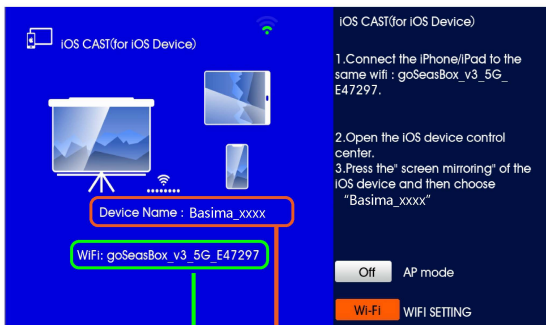 iOS CAST(for iOS Device)
Device Name : Basima_xxxx
WiFi: goSeasBox_v3_5G_E47297
iOS CAST(for iOS Device)
1.Connect the iPhone/iPad to the
same wifi : goSeasBox_v3_5G_
E47297.
2.Open the iOS device control
center.
3.Press the" screen mirroring" of the
iOS device and then choose
“Basima_xxxx”
Off AP mode
Wi-Fi WIFI SETTING